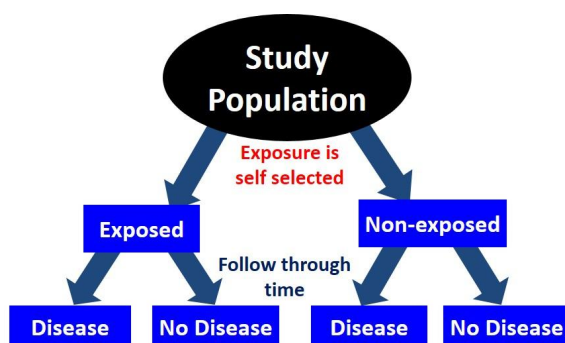 Study
Population
Exposure is
self selected
Exposed
Non-exposed
Follow through
time
Disease
No Disease
Disease
No Disease